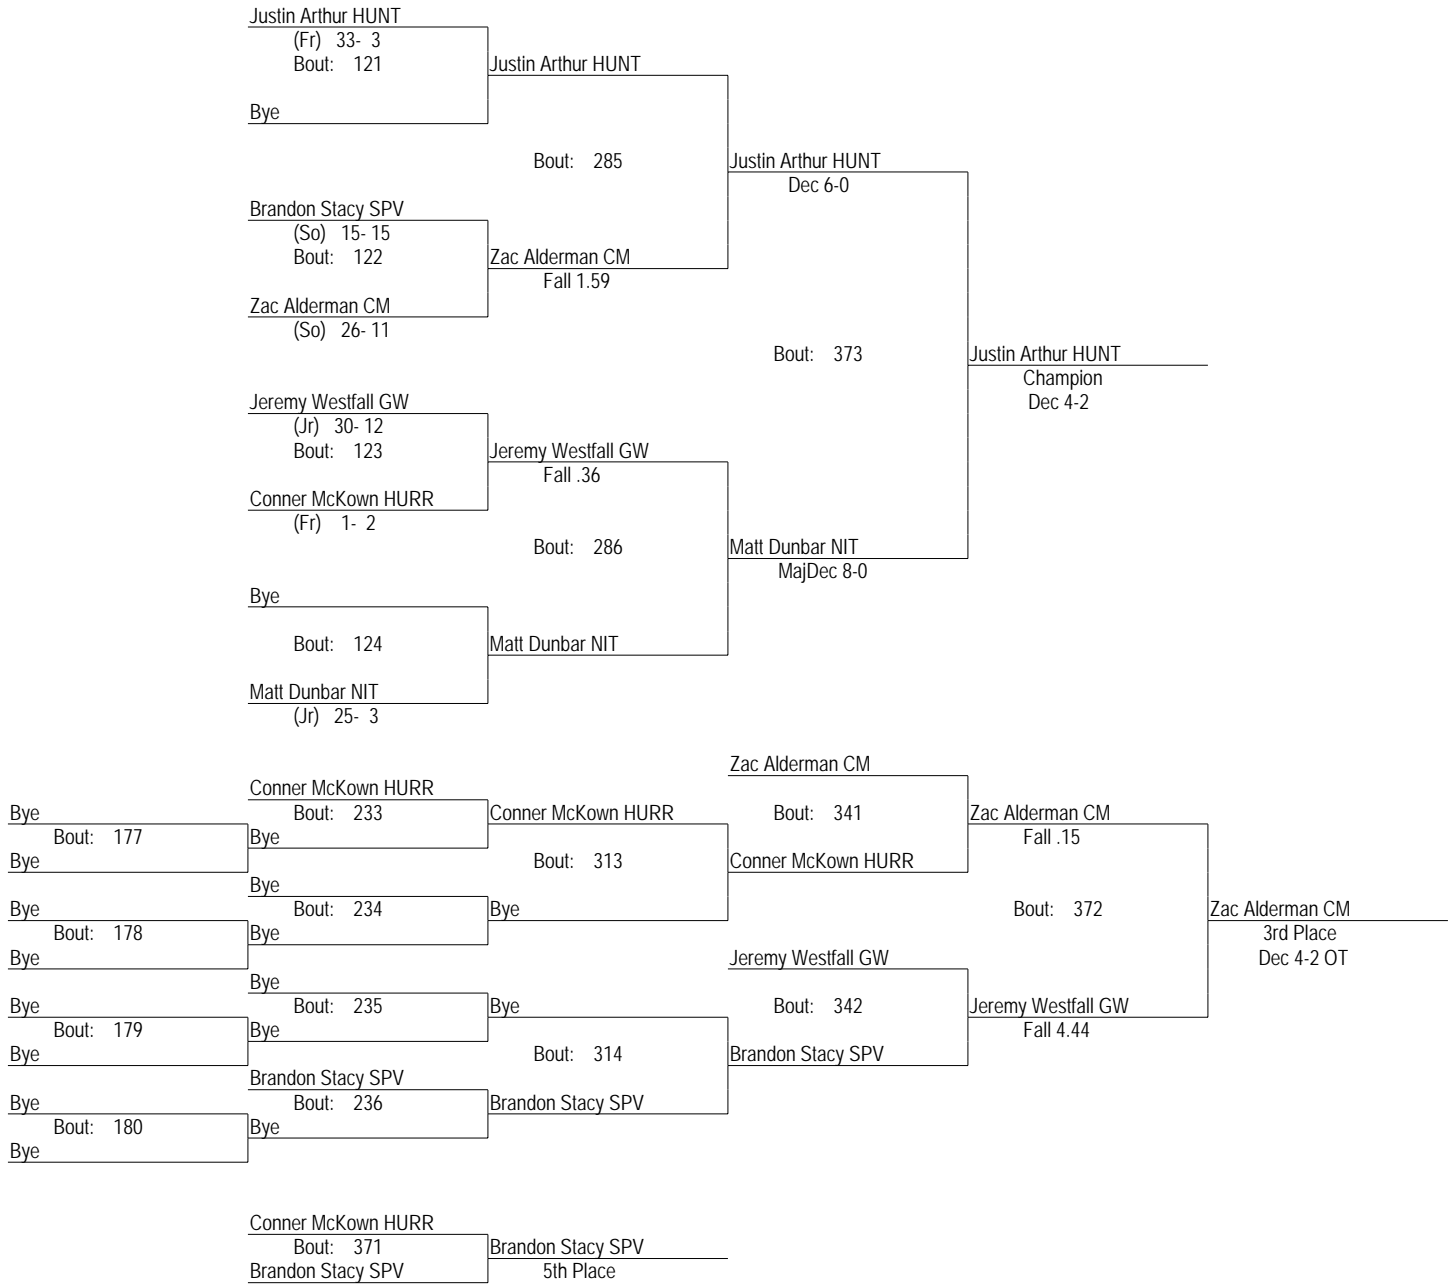 Justin Arthur HUNT
(Fr) 33- 3
Bout: 121
Justin Arthur HUNT
Bye
Bout: 285
Justin Arthur HUNT
Dec 6-0
Brandon Stacy SPV
(So) 15- 15
Bout: 122
Zac Alderman CM
Fall 1.59
Zac Alderman CM
(So) 26- 11
Bout: 373
Justin Arthur HUNT
Champion
Dec 4-2
Jeremy Westfall GW
(Jr) 30- 12
Bout: 123
Jeremy Westfall GW
Fall .36
Conner McKown HURR
(Fr) 1- 2
Bout: 286
Matt Dunbar NIT
MajDec 8-0
Bye
Bout: 124
Matt Dunbar NIT
Matt Dunbar NIT
(Jr) 25- 3
Zac Alderman CM
Conner McKown HURR
Bye
Bout: 233
Conner McKown HURR
Bout: 341
Zac Alderman CM
Bout: 177
Bye
Fall .15
Bye
Bout: 313
Conner McKown HURR
Bye
Bye
Bout: 234
Bye
Bout: 372
Zac Alderman CM
Bout: 178
Bye
3rd Place
Bye
Jeremy Westfall GW
Dec 4-2 OT
Bye
Bye
Bout: 235
Bye
Bout: 342
Jeremy Westfall GW
Bout: 179
Bye
Fall 4.44
Bye
Bout: 314
Brandon Stacy SPV
Brandon Stacy SPV
Bye
Bout: 236
Brandon Stacy SPV
Bout: 180
Bye
Bye
Conner McKown HURR
Bout: 371
Brandon Stacy SPV
Brandon Stacy SPV
5th Place